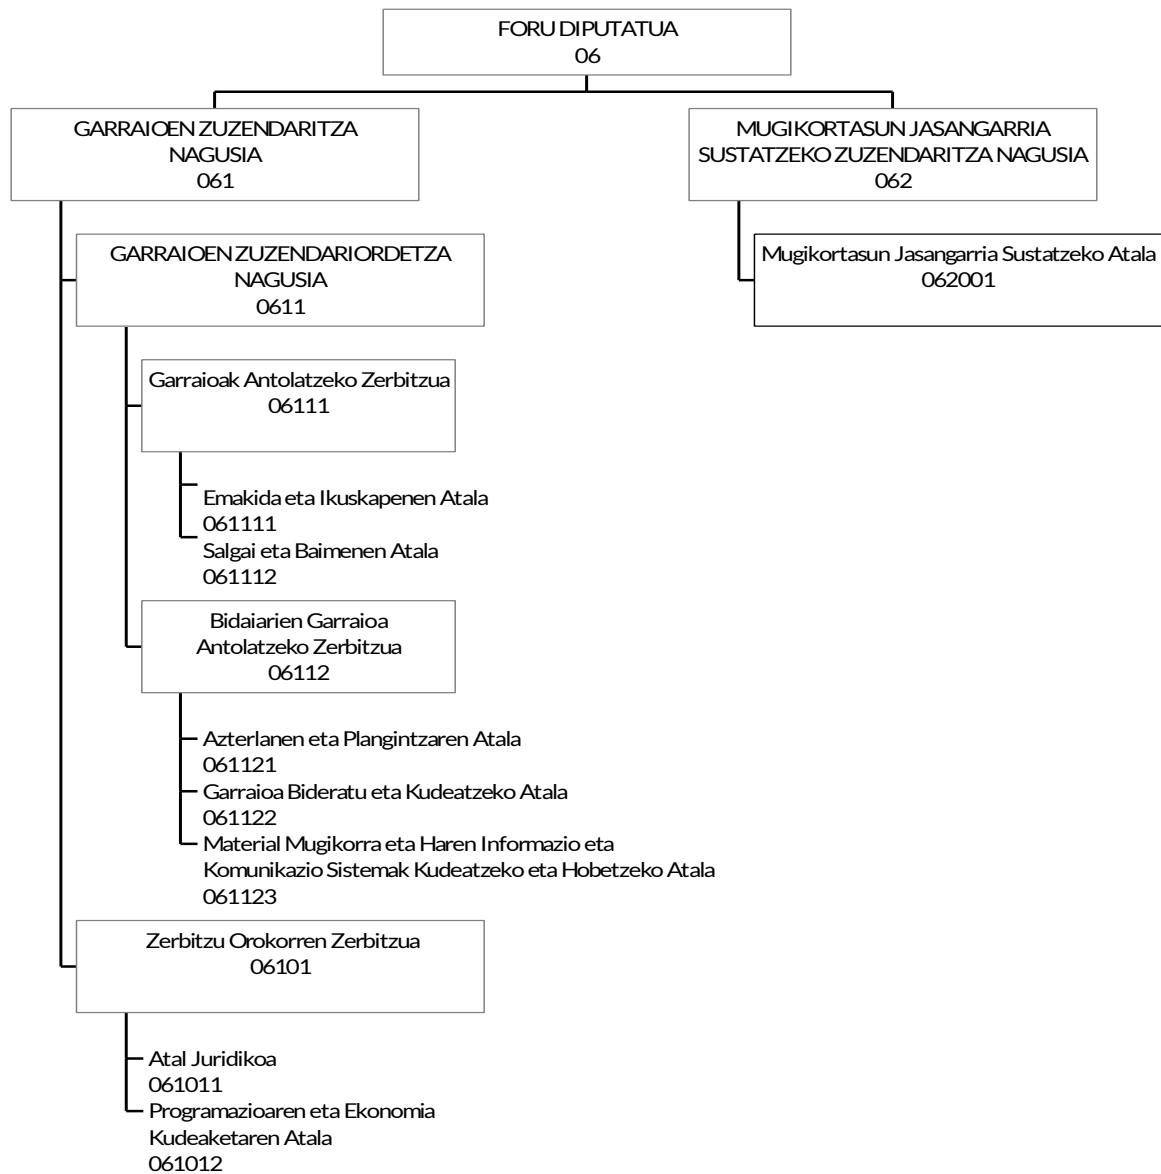 FORU DIPUTATUA
06
GARRAIOEN ZUZENDARITZA
NAGUSIA
061
MUGIKORTASUN JASANGARRIA
SUSTATZEKO ZUZENDARITZA NAGUSIA
062
GARRAIOEN ZUZENDARIORDETZA
NAGUSIA
0611
Mugikortasun Jasangarria Sustatzeko Atala
062001
Garraioak Antolatzeko Zerbitzua
06111
Emakida eta Ikuskapenen Atala
061111
Salgai eta Baimenen Atala
061112
Bidaiarien Garraioa
Antolatzeko Zerbitzua
06112
Azterlanen eta Plangintzaren Atala
061121
Garraioa Bideratu eta Kudeatzeko Atala
061122
Material Mugikorra eta Haren Informazio eta
Komunikazio Sistemak Kudeatzeko eta Hobetzeko Atala
061123
Zerbitzu Orokorren Zerbitzua
06101
Atal Juridikoa
061011
Programazioaren eta Ekonomia
Kudeaketaren Atala
061012